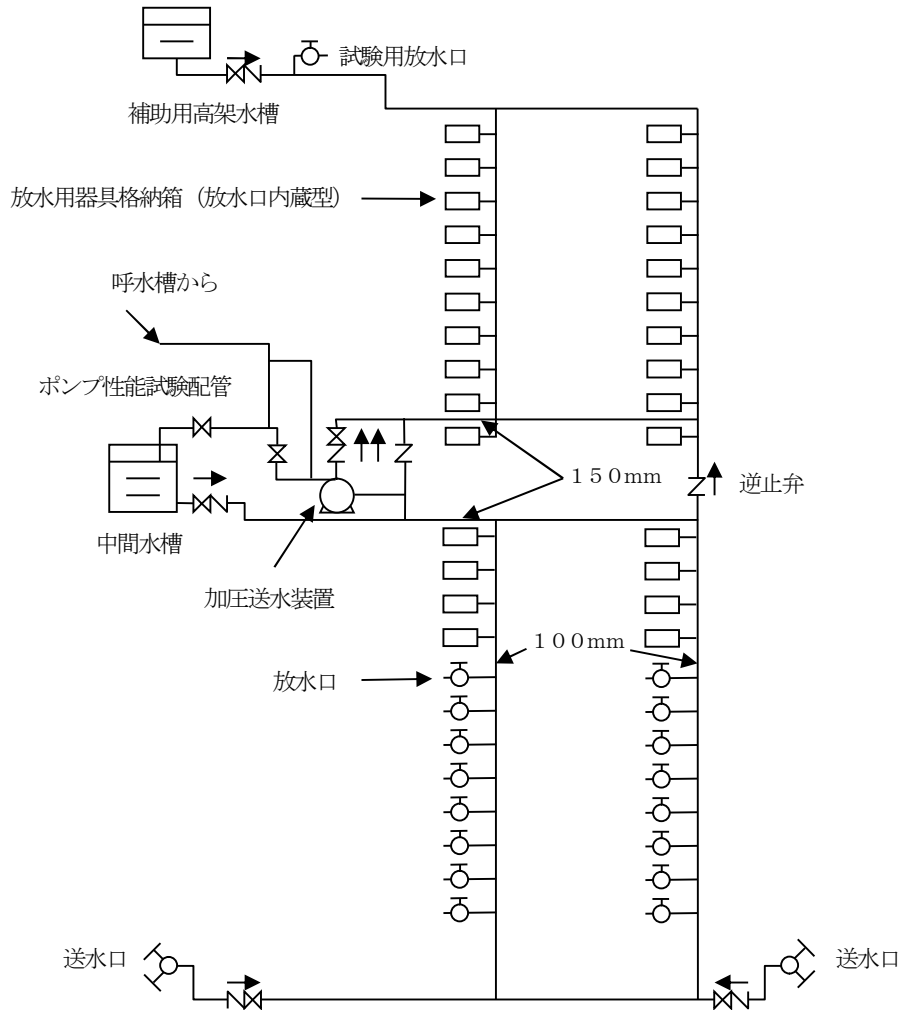 試験用放水口
補助用高架水槽
放水用器具格納箱（放水口内蔵型）
呼水槽から
ポンプ性能試験配管
１５０mm
逆止弁
中間水槽
加圧送水装置
１００mm
放水口
送水口
送水口